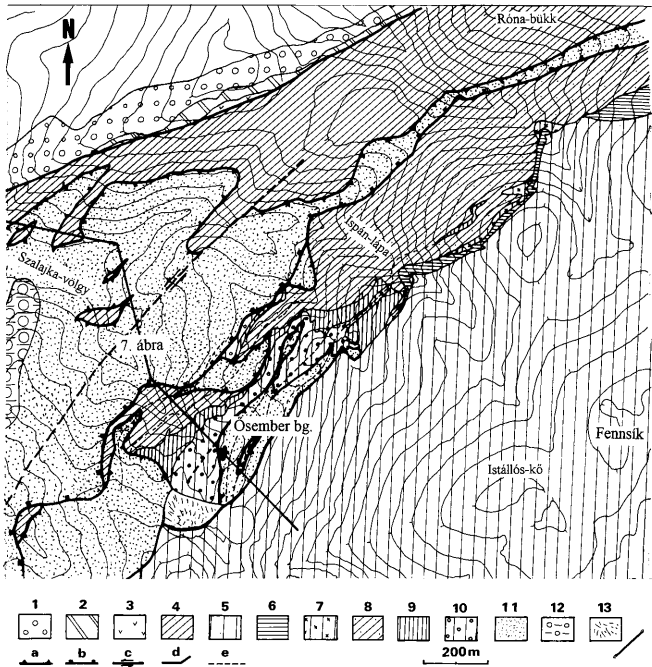 Róna-bükk
N
Ispán-lápa
Szalajka-völgy
7. ábra
Ősember bg.
Fennsík
Istállós-kő
1 2 3 4 5 6 7 8 9 10 11 12 13
a b c d e 200 m